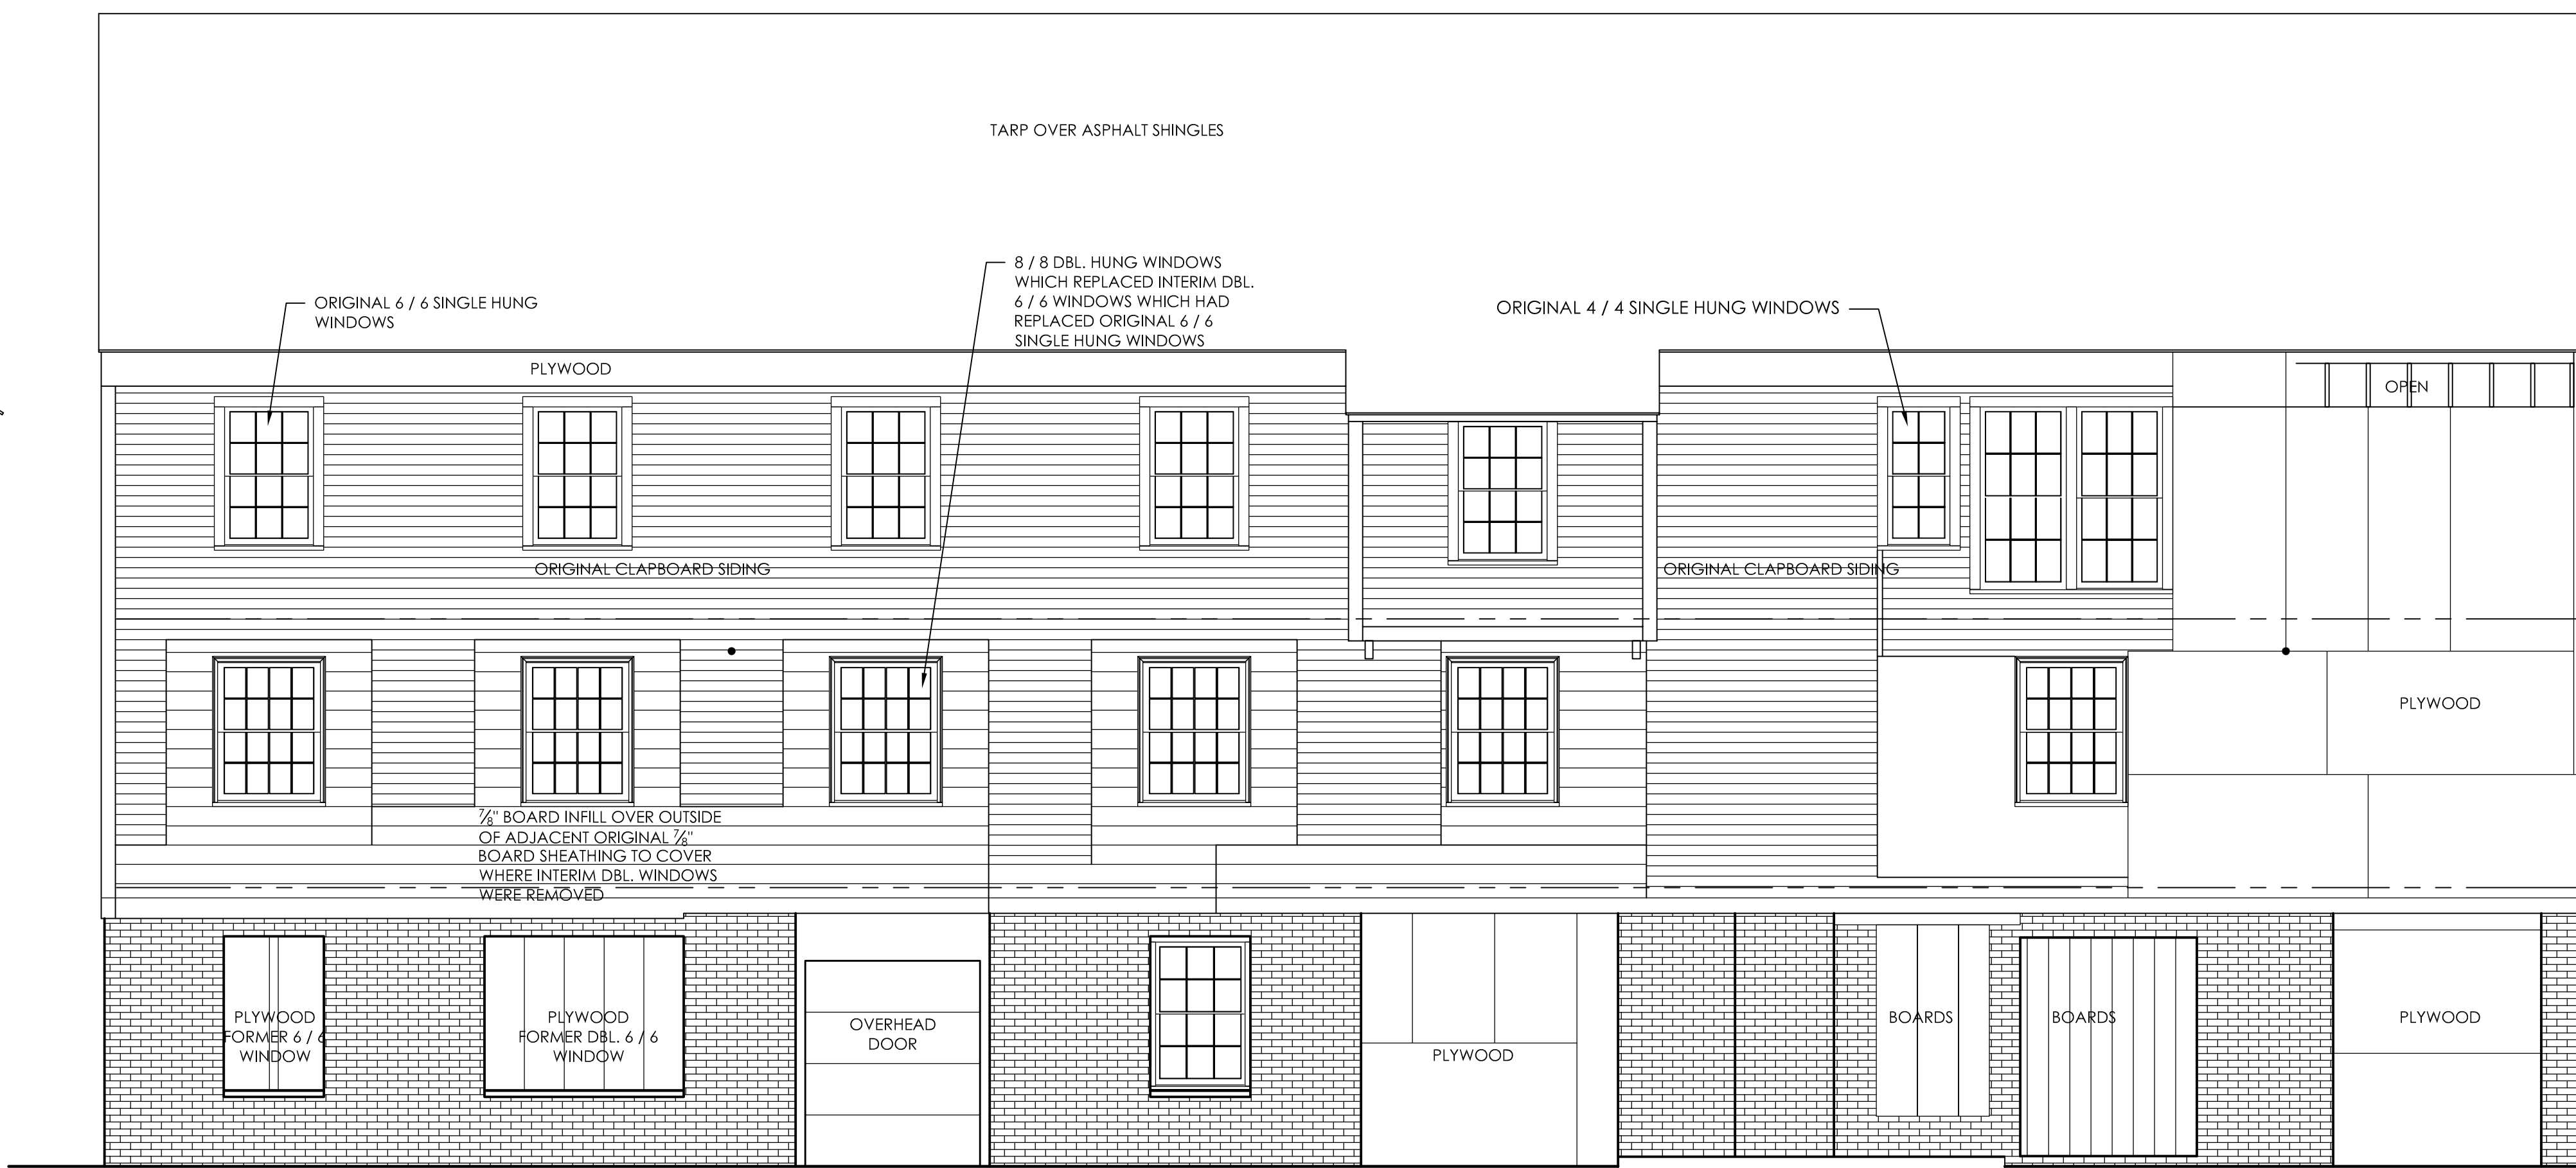 TARP OVER ASPHALT SHINGLES
8 / 8 DBL. HUNG WINDOWS
WHICH REPLACED INTERIM DBL.
6 / 6 WINDOWS WHICH HAD
REPLACED ORIGINAL 6 / 6
SINGLE HUNG WINDOWS
ORIGINAL 6 / 6 SINGLE HUNG
WINDOWS
ORIGINAL 4 / 4 SINGLE HUNG WINDOWS
PLYWOOD
OPEN
ORIGINAL CLAPBOARD SIDING
ORIGINAL CLAPBOARD SIDING
PLYWOOD
⅞" BOARD INFILL OVER OUTSIDE
OF ADJACENT ORIGINAL ⅞"
BOARD SHEATHING TO COVER
WHERE INTERIM DBL. WINDOWS
WERE REMOVED
PLYWOOD
FORMER 6 / 6
WINDOW
PLYWOOD
FORMER DBL. 6 / 6
WINDOW
OVERHEAD
DOOR
PLYWOOD
BOARDS
BOARDS
PLYWOOD